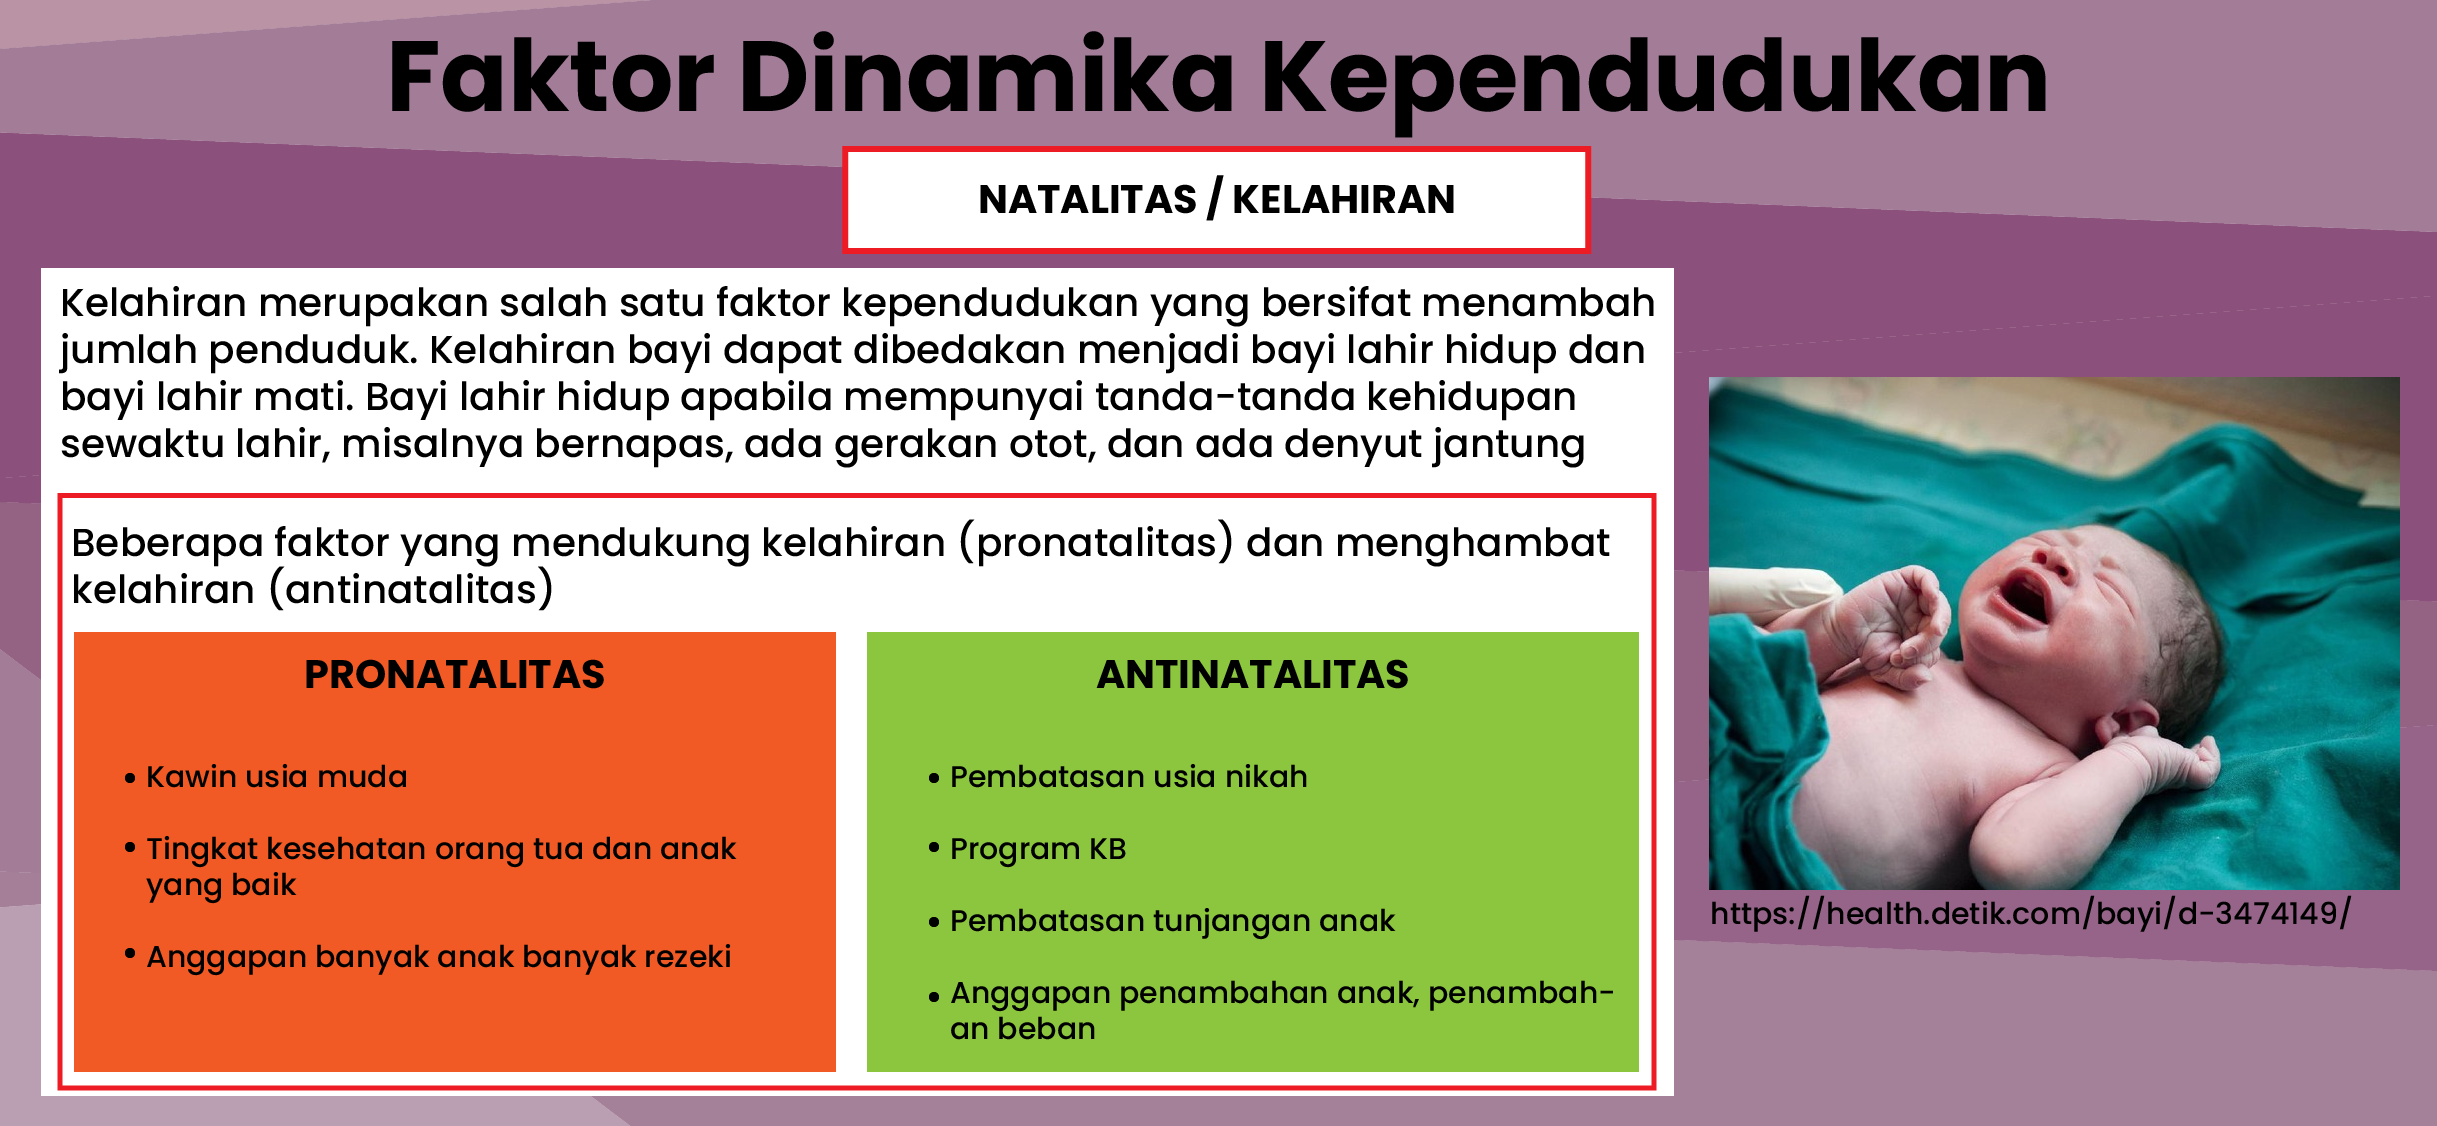 Faktor Dinamika Kependudukan
NATALITAS / KELAHIRAN
Kelahiran merupakan salah satu faktor kependudukan yang bersifat menambah
jumlah penduduk. Kelahiran bayi dapat dibedakan menjadi bayi lahir hidup dan
bayi lahir mati. Bayi lahir hidup apabila mempunyai tanda-tanda kehidupan
sewaktu lahir, misalnya bernapas, ada gerakan otot, dan ada denyut jantung
Beberapa faktor yang mendukung kelahiran (pronatalitas) dan menghambat
kelahiran (antinatalitas)
PRONATALITAS
• Kawin usia muda
• Tingkat kesehatan orang tua dan anak
yang baik
• Anggapan banyak anak banyak rezeki
ANTINATALITAS
• Pembatasan usia nikah
• Program KB
• Pembatasan tunjangan anak
• Anggapan penambahan anak, penambah-
an beban
https://health.detik.com/bayi/d-3474149/